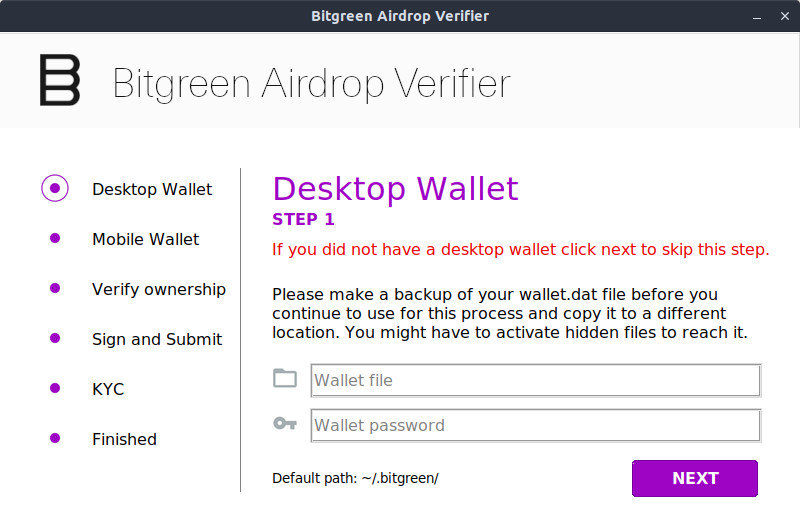 Bitgreen Airdrop Verifier
Bitgreen Airdrop Verifier
Desktop Wallet
Mobile Wallet
Verify ownership
Sign and Submit
KYC
Finished
Desktop Wallet
STEP 1
If you did not have a desktop wallet click next to skip this step.
Please make a backup of your wallet.dat file before you
continue to use for this process and copy it to a different
location. You might have to activate hidden files to reach it.
Wallet file
Wallet password
Default path: ~/.bitgreen/
NEXT